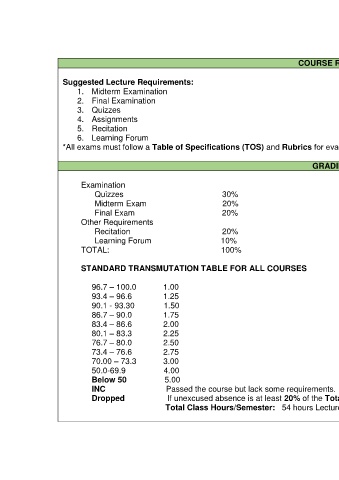 COURSE
Suggested Lecture Requirements:
1. Midterm Examination
2. Final Examination
3. Quizzes
4. Assignments
5. Recitation
6. Learning Forum
*All exams must follow a Table of Specifications (TOS) and Rubrics for eva
GRADI
Examination
Quizzes 30%
Midterm Exam 20%
Final Exam 20%
Other Requirements
Recitation 20%
Learning Forum 10%
TOTAL: 100%
STANDARD TRANSMUTATION TABLE FOR ALL COURSES
96.7 – 100.0 1.00
93.4 – 96.6 1.25
90.1 - 93.30 1.50
86.7 – 90.0 1.75
83.4 – 86.6 2.00
80.1 – 83.3 2.25
76.7 – 80.0 2.50
73.4 – 76.6 2.75
70.00 – 73.3 3.00
50.0-69.9 4.00
Below 50 5.00
INC Passed the course but lack some requirements.
Dropped If unexcused absence is at least 20% of the Tota
Total Class Hours/Semester: 54 hours Lecture